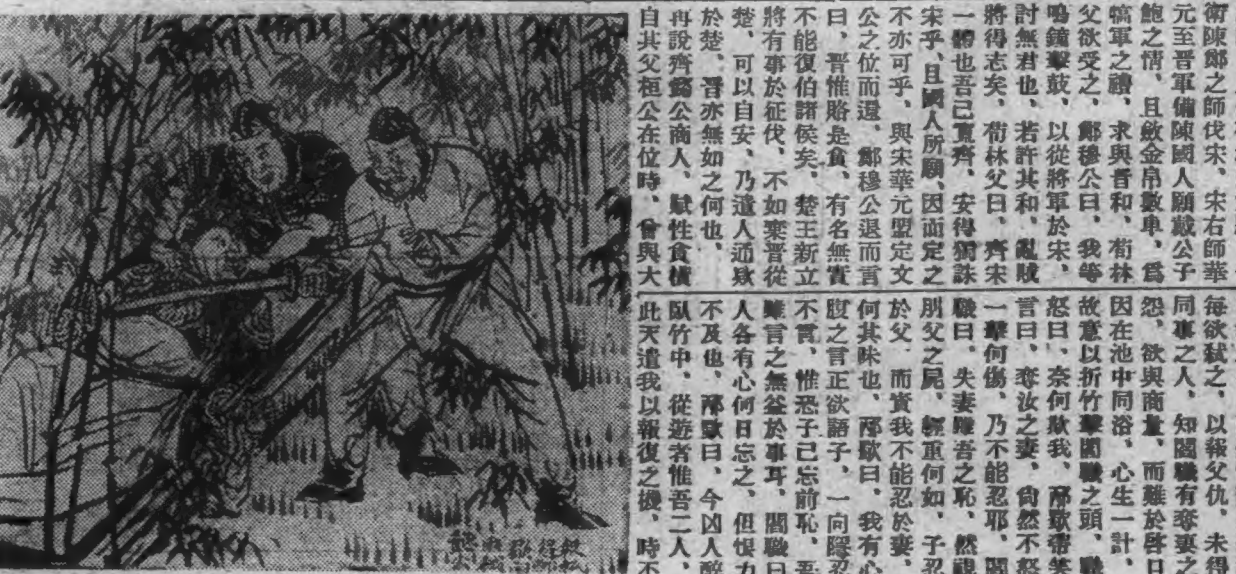 衛陳鄭之師伐宋、宋右師華
元至晋軍備陳國人願戴公子
鮑之情、且斂金帛數車、爲
犒軍之禮、求與晋和、荀林
父欲受之、鄭穆公曰、我等
鳴鐘擊鼓、以從將軍於宋、
討無君也、若許其和、亂賊
將得志矣、荀林父曰、齊宋
一體也吾已寬齊、安得獨誅
宋乎、且國人所願、因而定之
不亦可乎、與宋華元盟定文
公之位而還、鄭穆公退而言
曰、晋惟賂是貪、有名無實
不能復伯諸侯矣、楚王新立
將有事於征伐、不如棄晋從
楚、可以自安、乃遣人通欵
於楚、晋亦無如之何也、
再說齊懿公商人、賦性貪橫
自其父桓公在位時、曾與大
每欲弑之、以報父仇、未得
同事之人、知閻職有奪妻之
怨、欲與商量、而難於啓口
因在池中同浴、心生一計、
故意以折竹擊閻職之頭、職
怒曰、奈何欺我、邴歜帶笑
言曰、奪汝之妻、尙然不怒
一擊何傷、乃不能忍耶、閻
職曰、失妻雖吾之恥、然視
刖父之屍、輕重何如、子忍
於父 而責我不能忍於妻、
何其昧也、邴歜曰、我有心
腹之言正欲語子、一向隱忍
不言、惟恐子已忘前恥、吾
雖言之無益於事耳、閻職曰
人各有心何日忘之、但恨力
不及也、邴歜曰、今凶人醉
臥竹中、從遊者惟吾二人、
此天遣我以報復之機、時不